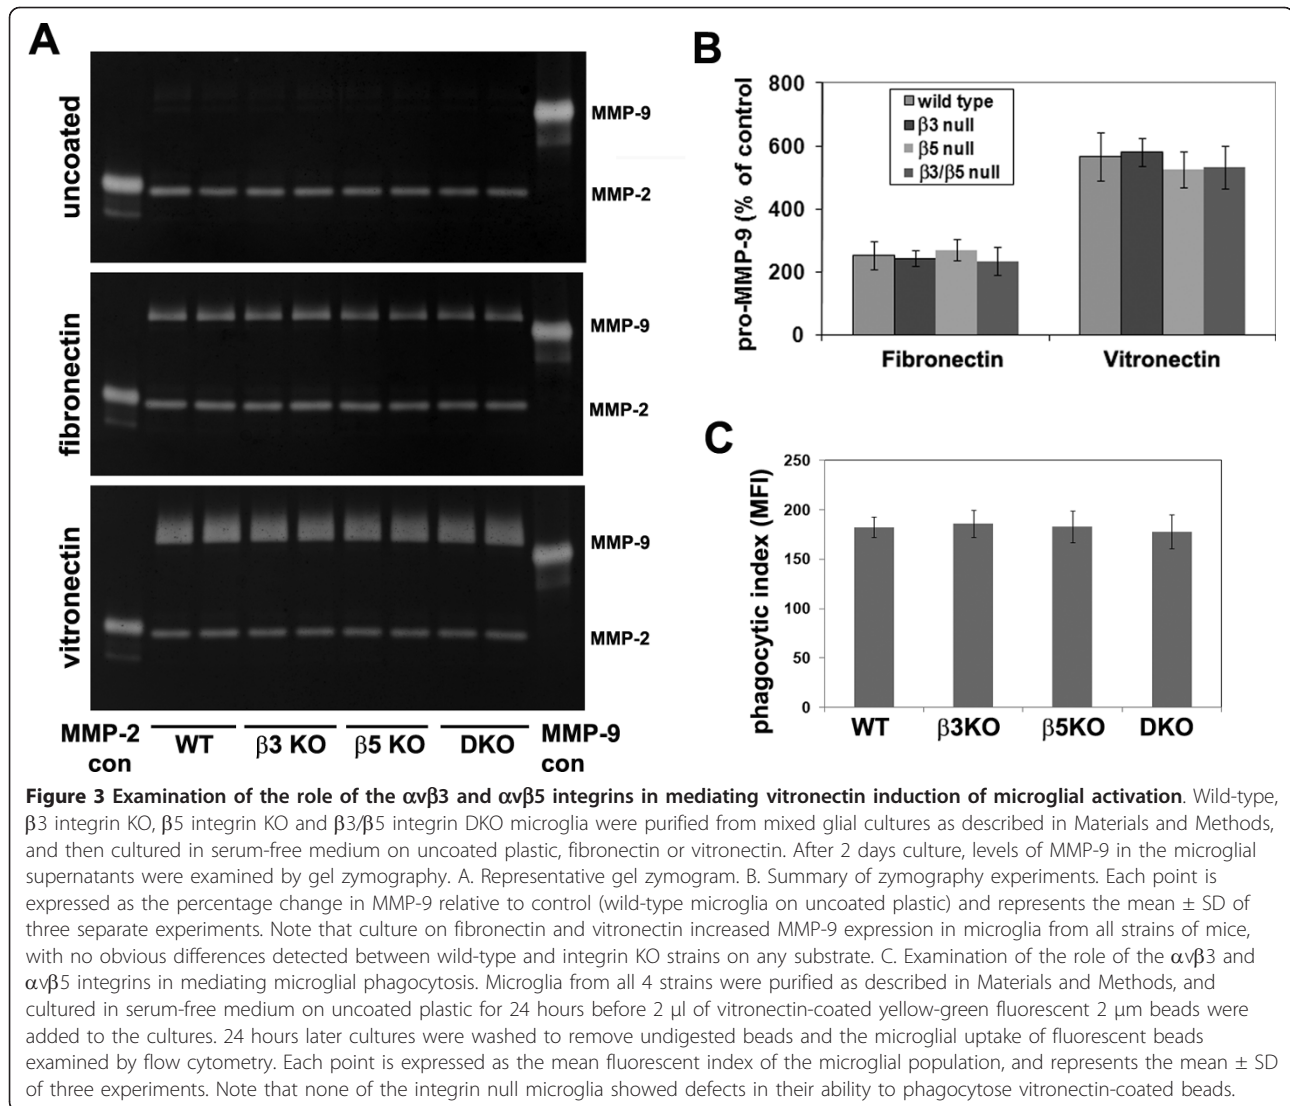 A
uncoated
MMP-9
MMP-2
fibronectin
MMP-9
MMP-2
vitronectin
MMP-9
MMP-2
MMP-2 con
WT
β3 KO
β5 KO
DKO
MMP-9 con
B
pro-MMP-9 (% of control)
800
600
400
200
0
wild type
β3 null
β5 null
β3/β5 null
Fibronectin
Vitronectin
C
phagocytic index (MFI)
250
200
150
100
50
0
WT
β3KO
β5KO
DKO
Figure 3 Examination of the role of the αvβ3 and αvβ5 integrins in mediating vitronectin induction of microglial activation. Wild-type,
β3 integrin KO, β5 integrin KO and β3/β5 integrin DKO microglia were purified from mixed glial cultures as described in Materials and Methods,
and then cultured in serum-free medium on uncoated plastic, fibronectin or vitronectin. After 2 days culture, levels of MMP-9 in the microglial
supernatants were examined by gel zymography. A. Representative gel zymogram. B. Summary of zymography experiments. Each point is
expressed as the percentage change in MMP-9 relative to control (wild-type microglia on uncoated plastic) and represents the mean ± SD of
three separate experiments. Note that culture on fibronectin and vitronectin increased MMP-9 expression in microglia from all strains of mice,
with no obvious differences detected between wild-type and integrin KO strains on any substrate. C. Examination of the role of the αvβ3 and
αvβ5 integrins in mediating microglial phagocytosis. Microglia from all 4 strains were purified as described in Materials and Methods, and
cultured in serum-free medium on uncoated plastic for 24 hours before 2 μl of vitronectin-coated yellow-green fluorescent 2 μm beads were
added to the cultures. 24 hours later cultures were washed to remove undigested beads and the microglial uptake of fluorescent beads
examined by flow cytometry. Each point is expressed as the mean fluorescent index of the microglial population, and represents the mean ± SD
of three experiments. Note that none of the integrin null microglia showed defects in their ability to phagocytose vitronectin-coated beads.